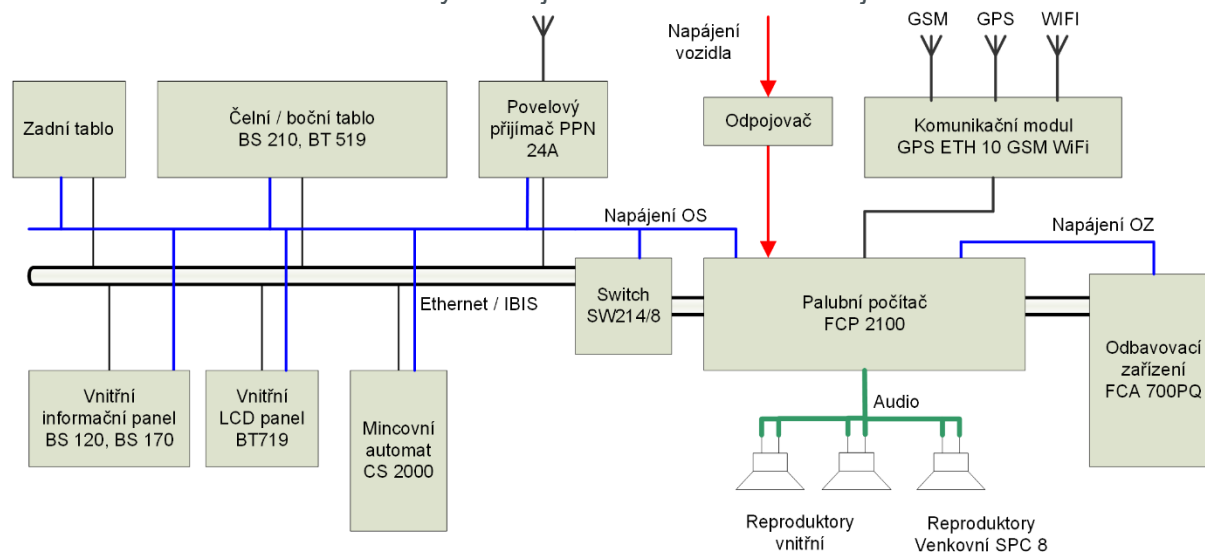 GSM GPS WIFI
Napájení
vozidla
Zadní tablo
Čelní / boční tablo
BS 210, BT 519
Povelový
přijímač PPN
24A
Odpojovač
Komunikační modul
GPS ETH 10 GSM WiFi
Napájení OS
Napájení OZ
Ethernet / IBIS
Switch
SW214/8
Palubní počítač
FCP 2100
Odbavovací
zařízení
FCA 700PQ
Vnitřní
informační panel
BS 120, BS 170
Vnitřní
LCD panel
BT719
Mincovní
automat
CS 2000
Audio
Reproduktory
vnitřní
Reproduktory
Venkovní SPC 8